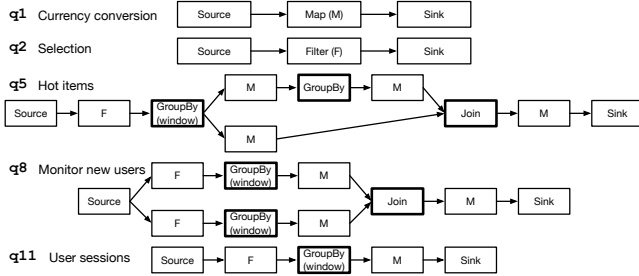 q1 Currency conversion Source Map (M) Sink
q2 Selection Source Filter (F) Sink
q5 Hot items
M GroupBy M
Source F GroupBy (window) Join M Sink
M
q8 Monitor new users
F GroupBy (window) M
Source Join M Sink
F GroupBy (window) M
q11 User sessions Source F GroupBy (window) M Sink